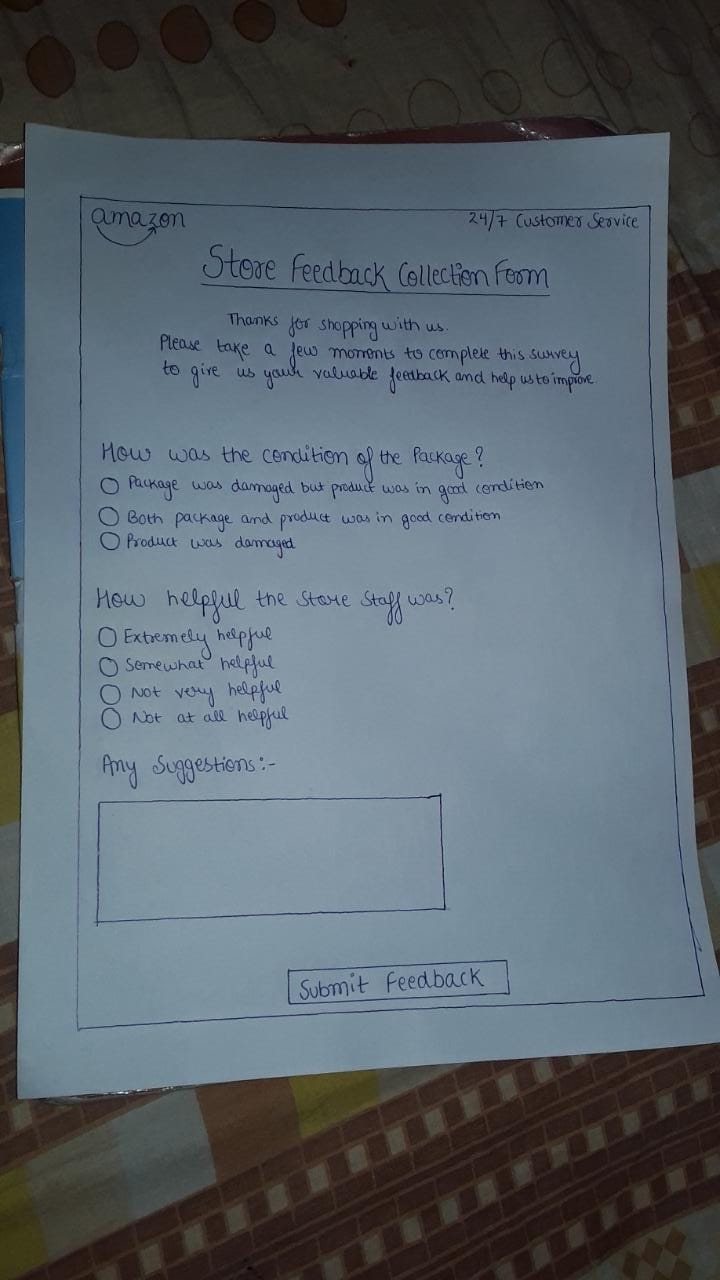 amazon
24/7 Customer Service
Store Feedback Collection Form
Thanks for shopping with us.
Please take a few moments to complete this survey
to give us your valuable feedback and help us to improve.
How was the condition of the Package?
Package was damaged but product was in good condition
Both package and product was in good condition
Product was damaged
How helpful the Store Staff was?
Extremely helpful
Somewhat helpful
Not very helpful
Not at all helpful
Any Suggestions:-
Submit Feedback